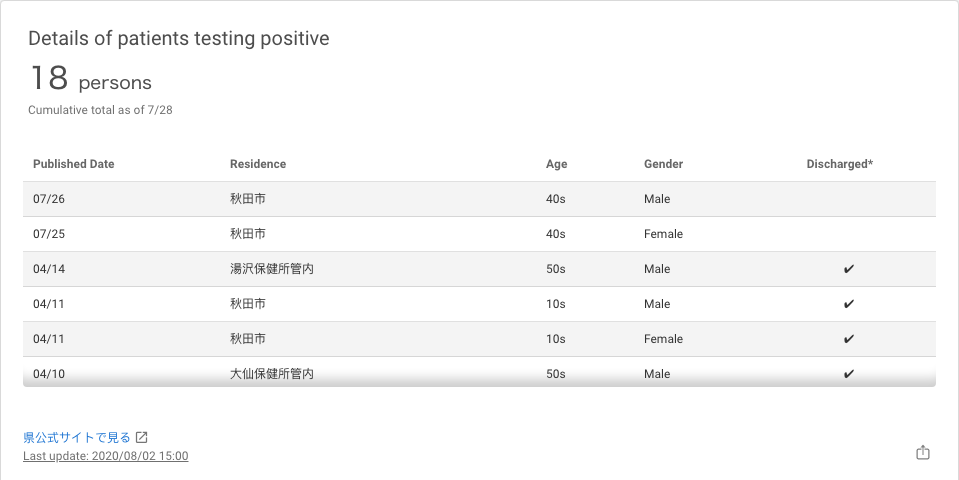 Details of patients testing positive
18 persons
Cumulative total as of 7/28
Published Date Residence Age Gender Discharged*
07/26 秋田市 40s Male
07/25 秋田市 40s Female
04/14 湯沢保健所管内 50s Male ✔
04/11 秋田市 10s Male ✔
04/11 秋田市 10s Female ✔
04/10 大仙保健所管内 50s Male ✔
県公式サイトで見る
Last update: 2020/08/02 15:00